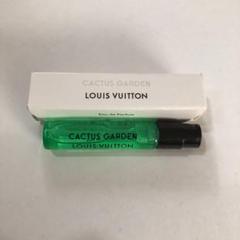 CACTUS GARDEN
LOUIS VUITTON
Eau de Parfum
CACTUS GARDEN
LOUIS VUITTON